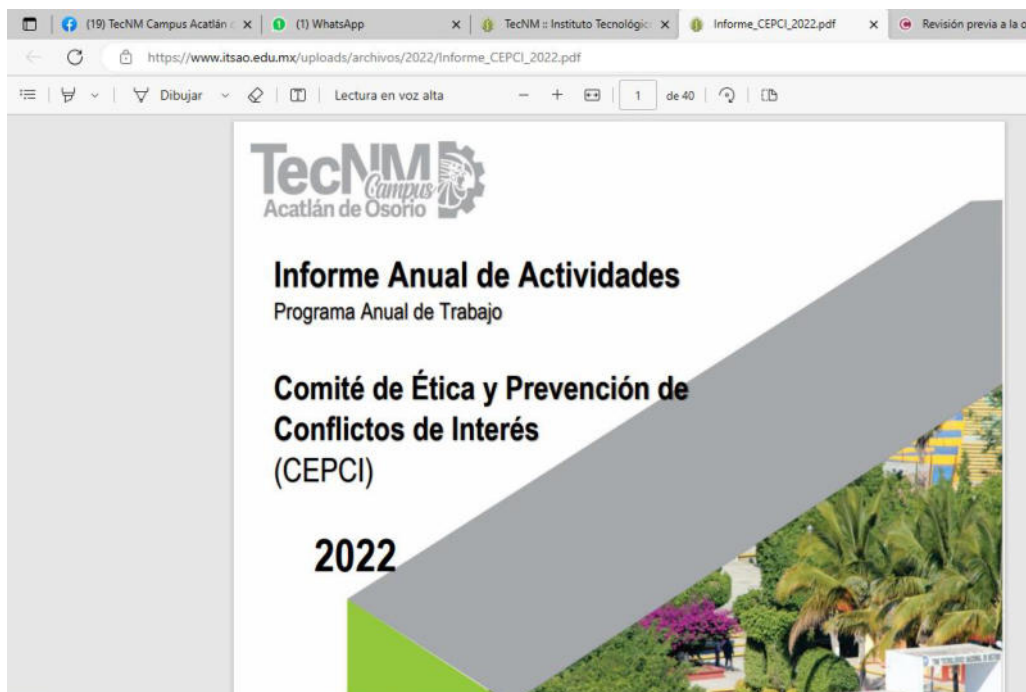 (19) TecNM Campus Acatlán
(1) WhatsApp
TecNM :: Instituto Tecnológic
Informe_CEPCI_2022.pdf
Revisión previa a la
https://www.itsao.edu.mx/uploads/archivos/2022/Informe_CEPCI_2022.pdf
Dibujar
Lectura en voz alta
1
de 40
TecNM
Campus
Acatlán de Osorio
Informe Anual de Actividades
Programa Anual de Trabajo
Comité de Ética y Prevención de
Conflictos de Interés
(CEPCI)
2022